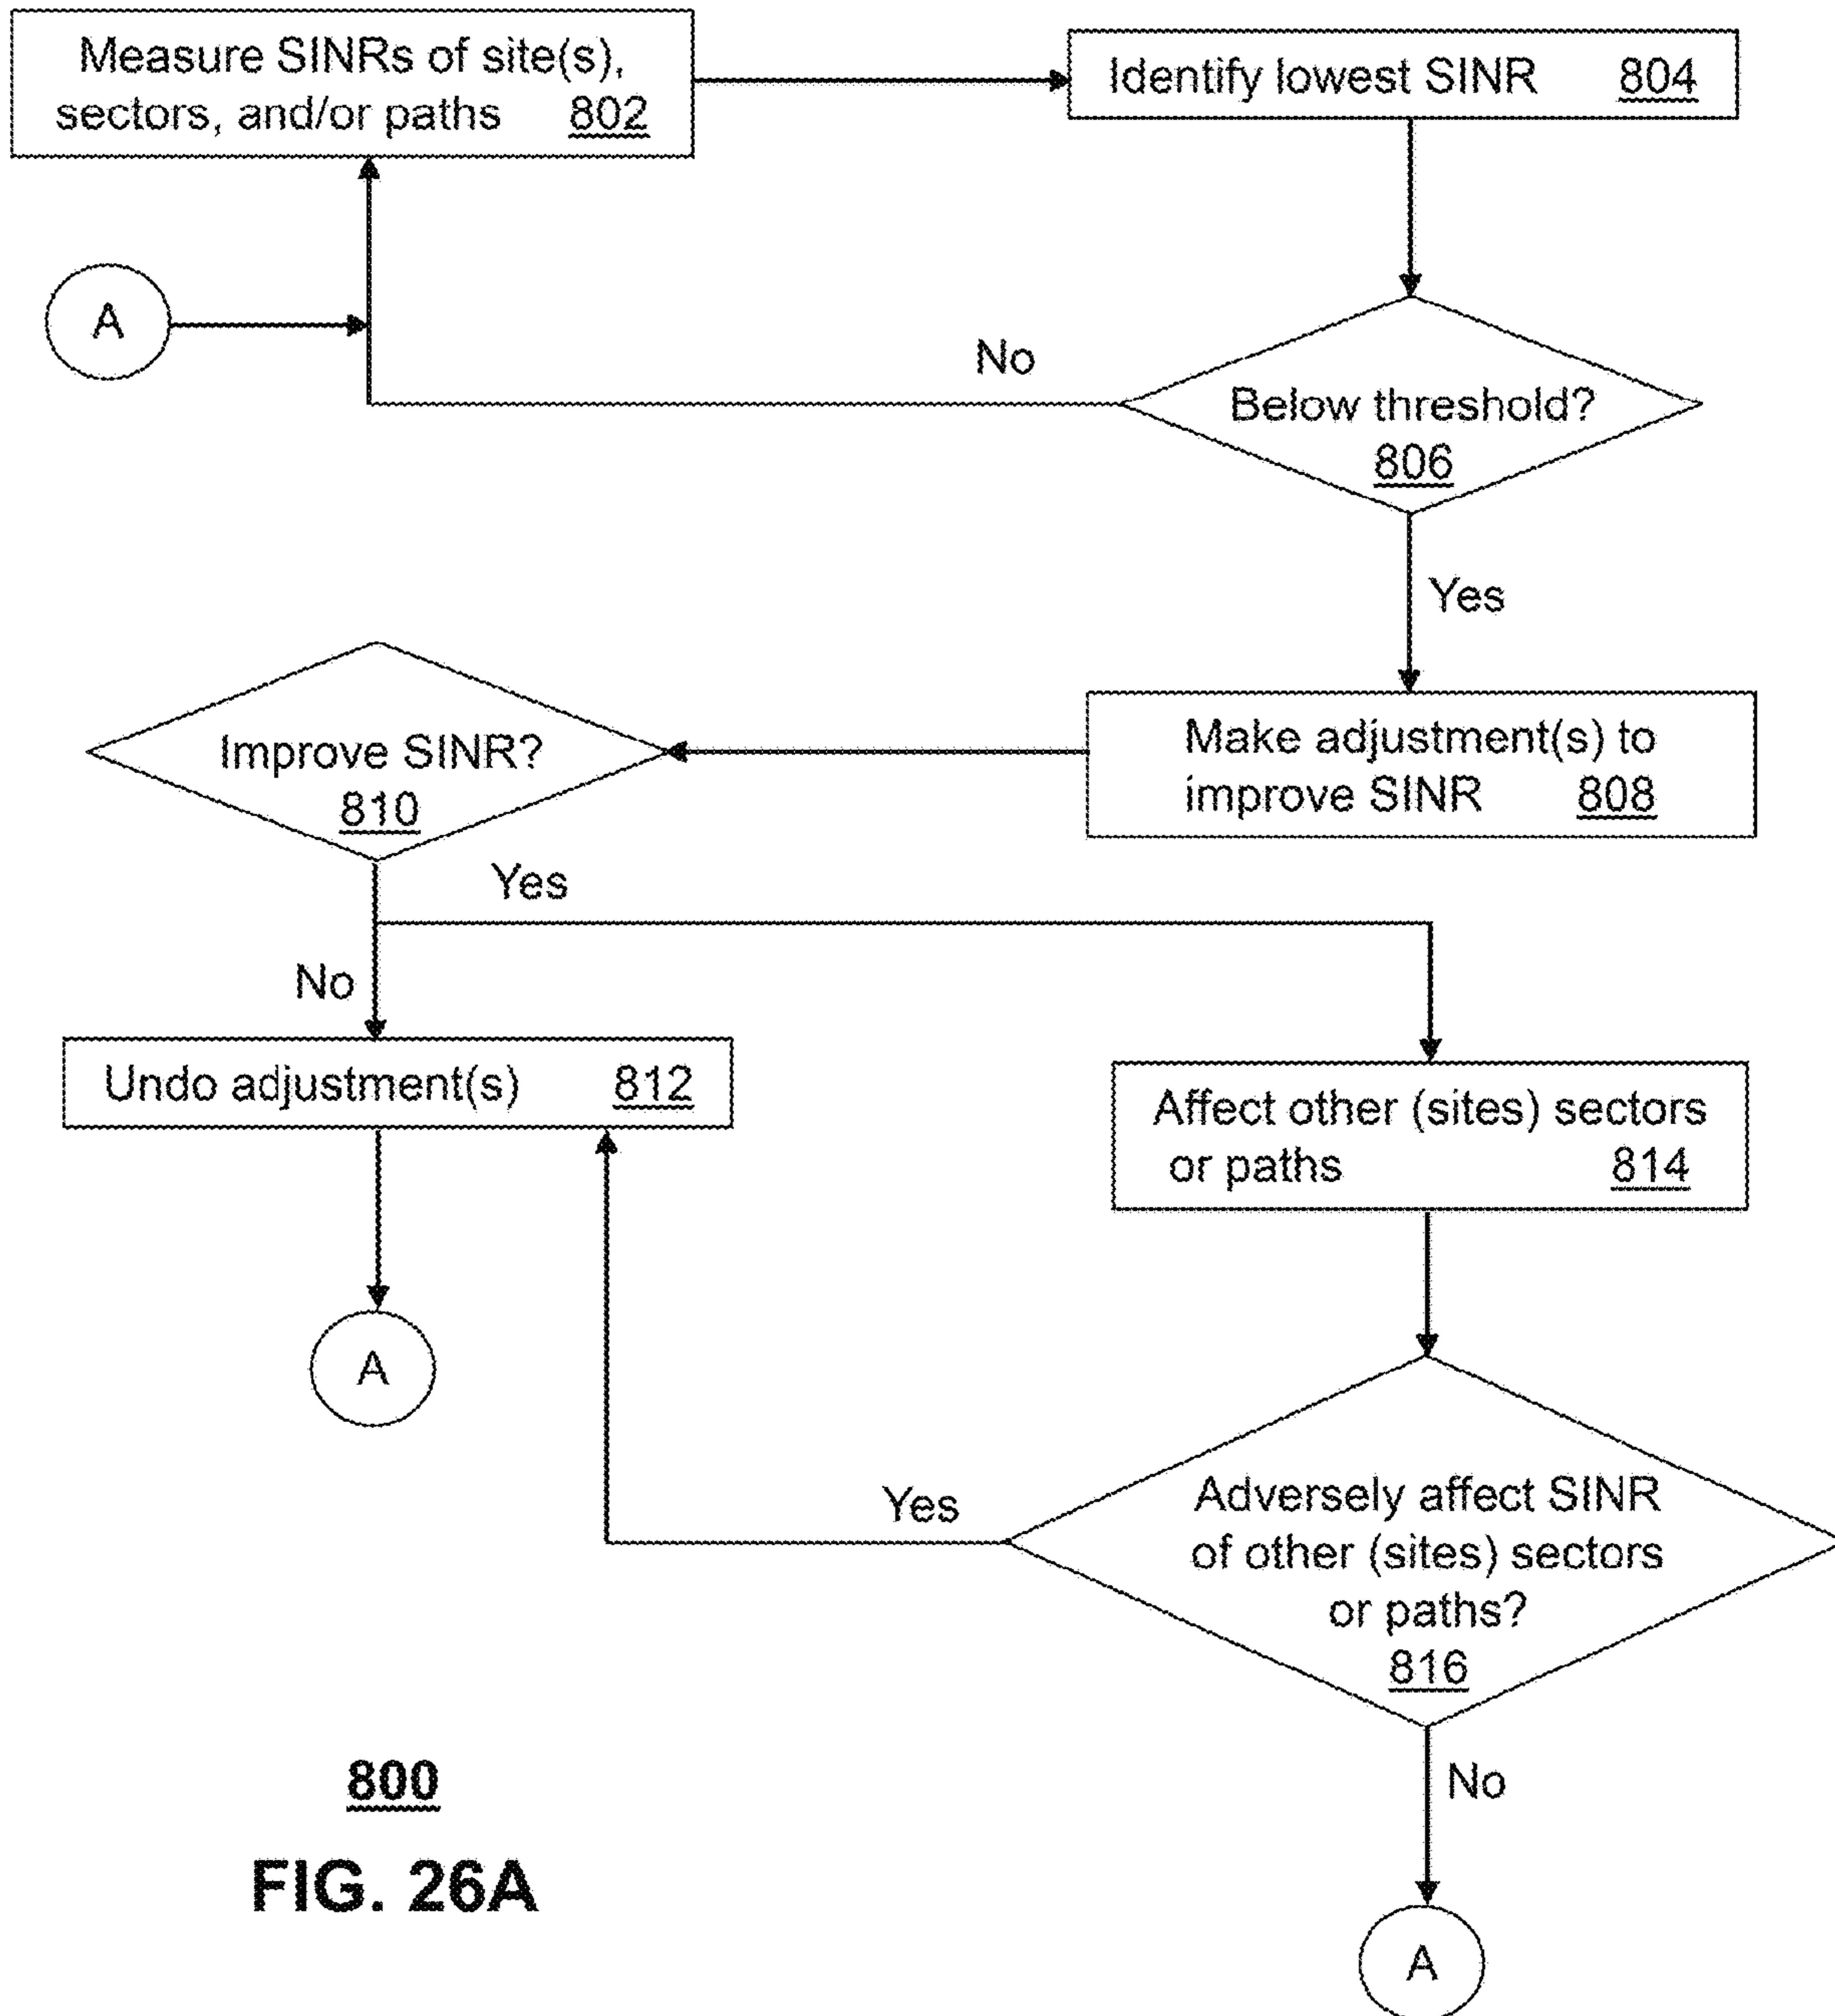 Measure SINRs of site(s),
sectors, and/or paths 802
Identify lowest SINR 804
A
No
Below threshold?
806
Yes
Improve SINR?
810
Make adjustment(s) to
improve SINR 808
Yes
No
Undo adjustment(s) 812
Affect other (sites) sectors
or paths 814
A
Yes
Adversely affect SINR
of other (sites) sectors
or paths?
816
No
800
FIG. 26A
A